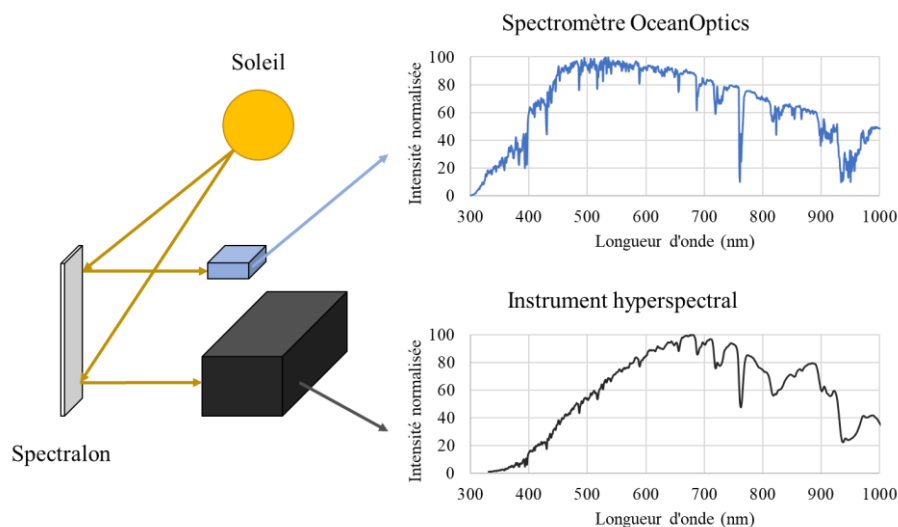 Spectromètre OceanOptics
Soleil
Intensité normalisée
100
80
60
40
20
0
300 400 500 600 700 800 900 1000
Longueur d'onde (nm)
Instrument hyperspectral
Intensité normalisée
100
80
60
40
20
0
300 400 500 600 700 800 900 1000
Longueur d'onde (nm)
Spectralon